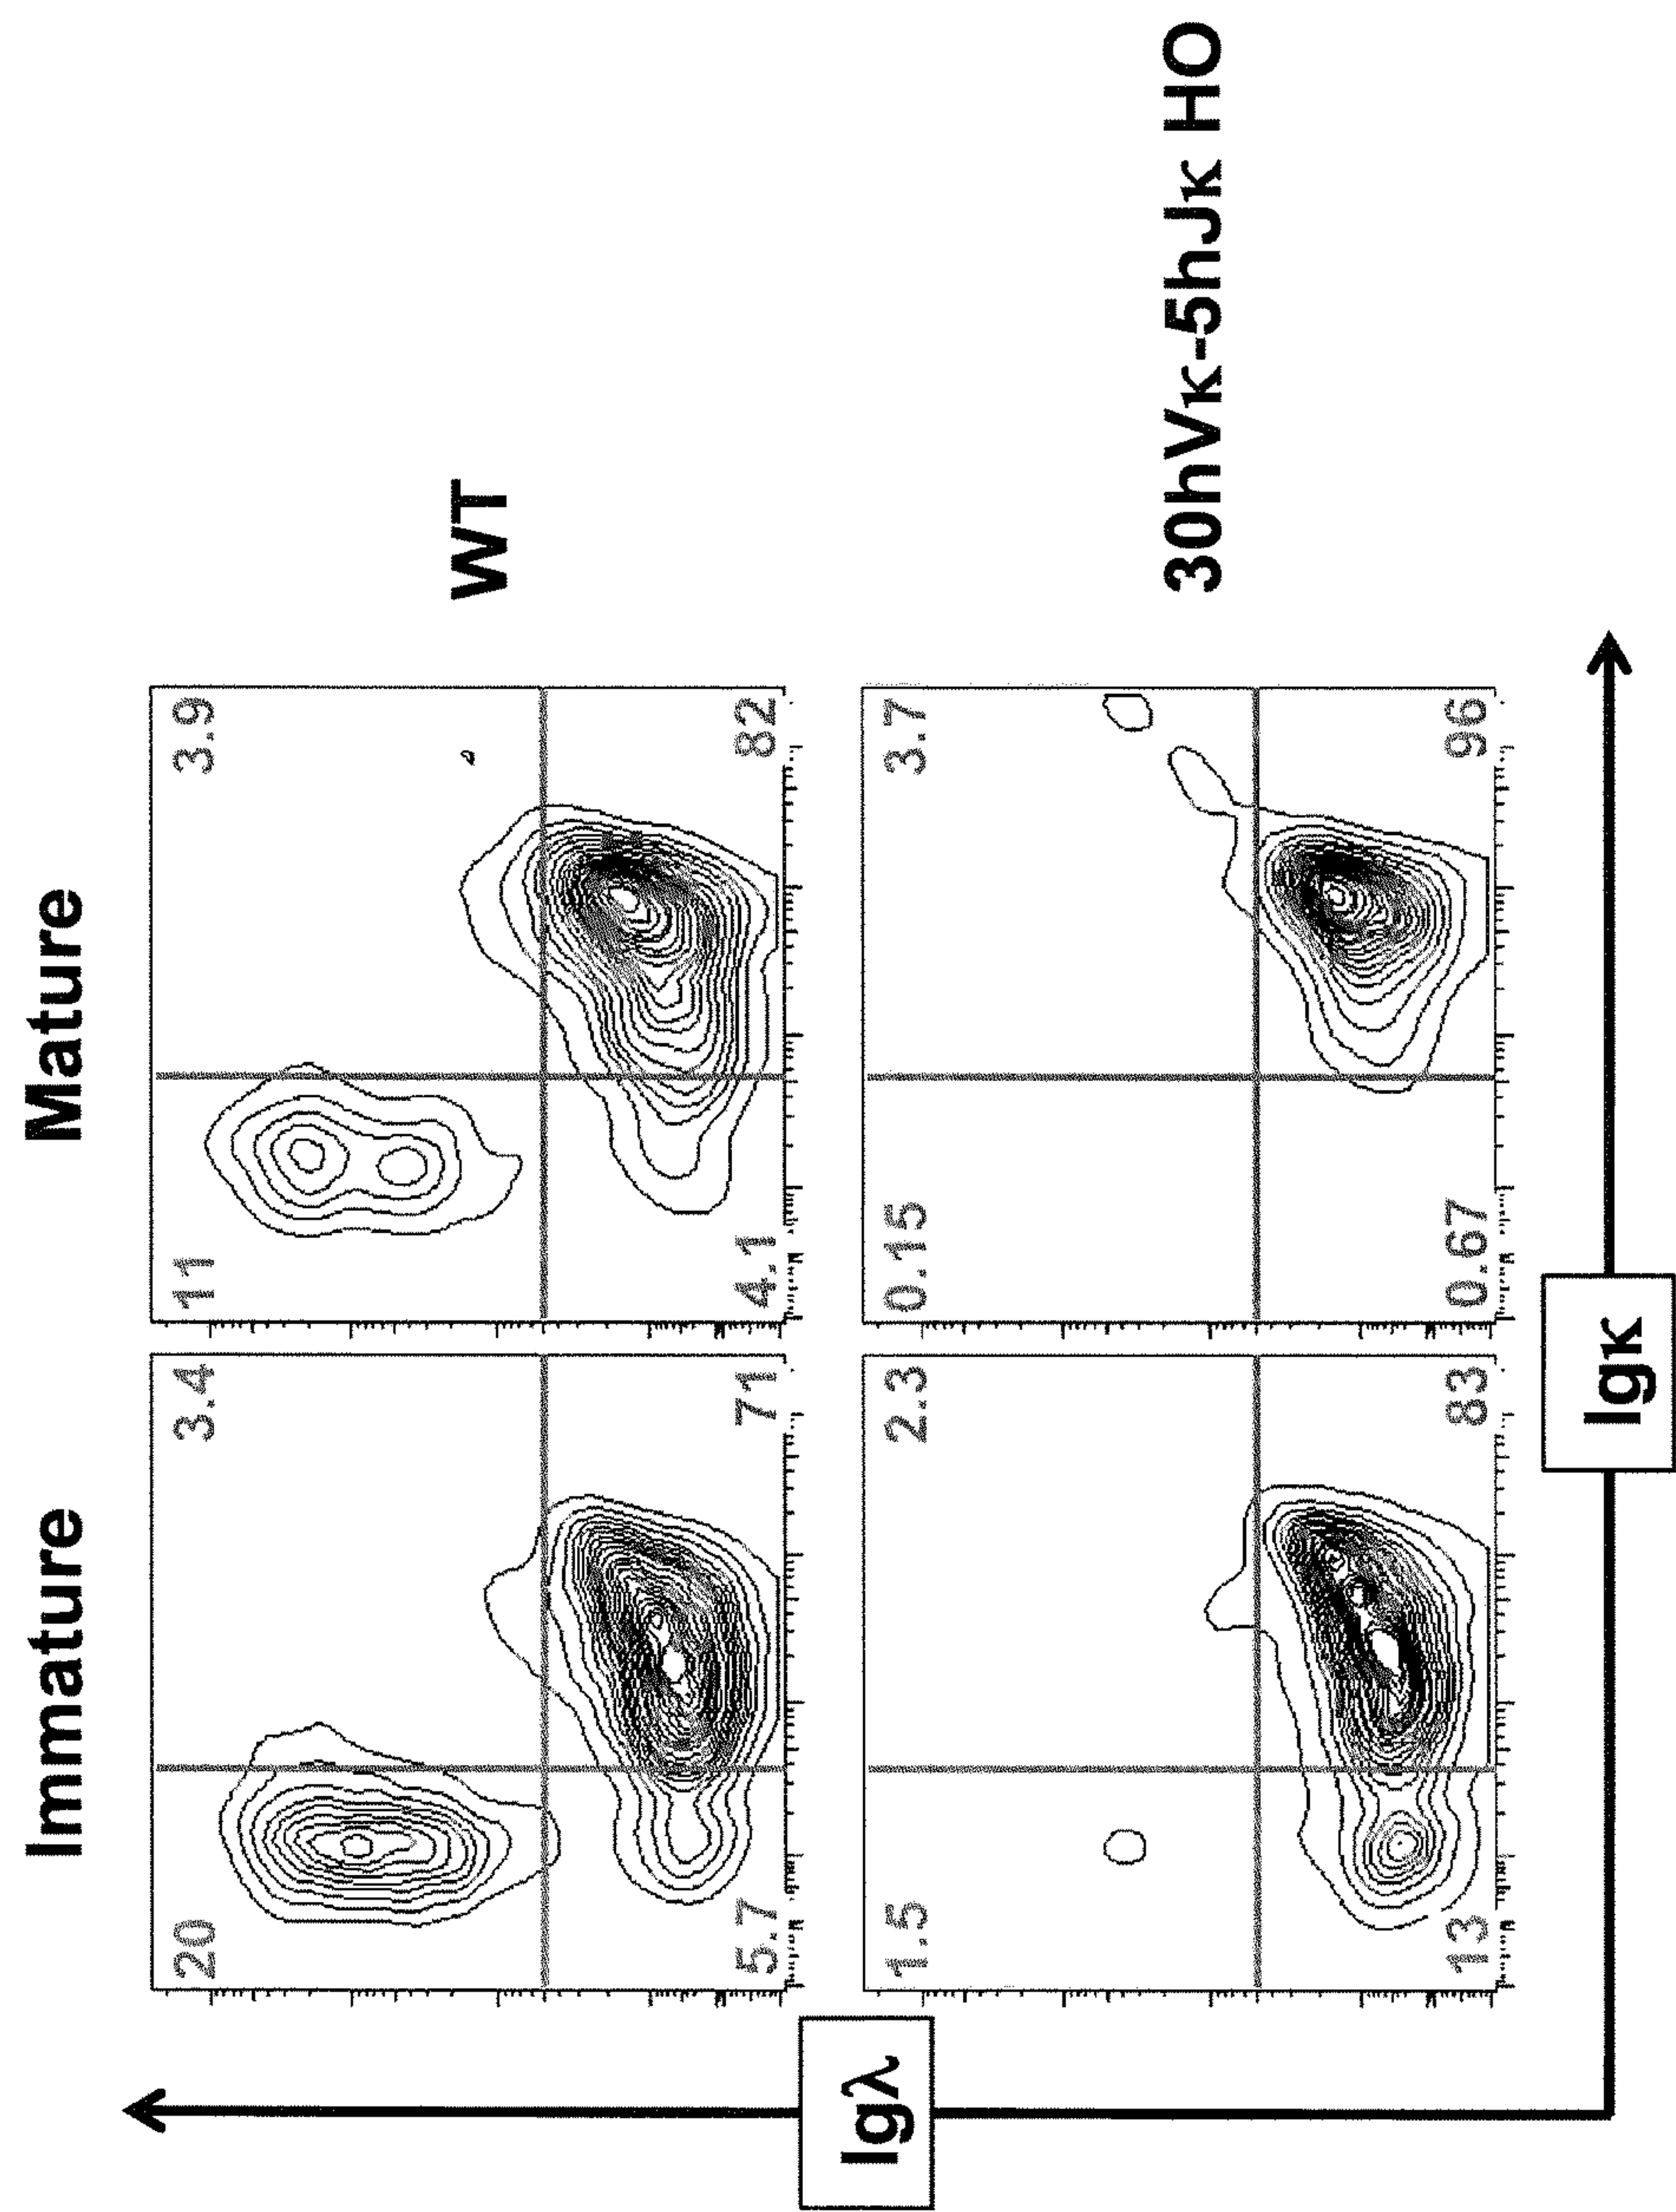 Immature
Mature
20
3.4
5.7
71
11
3.9
4.1
82
WT
1.5
2.3
13
83
0.15
3.7
0.67
96
30hVκ-5hJκ HO
Igλ
Igκ